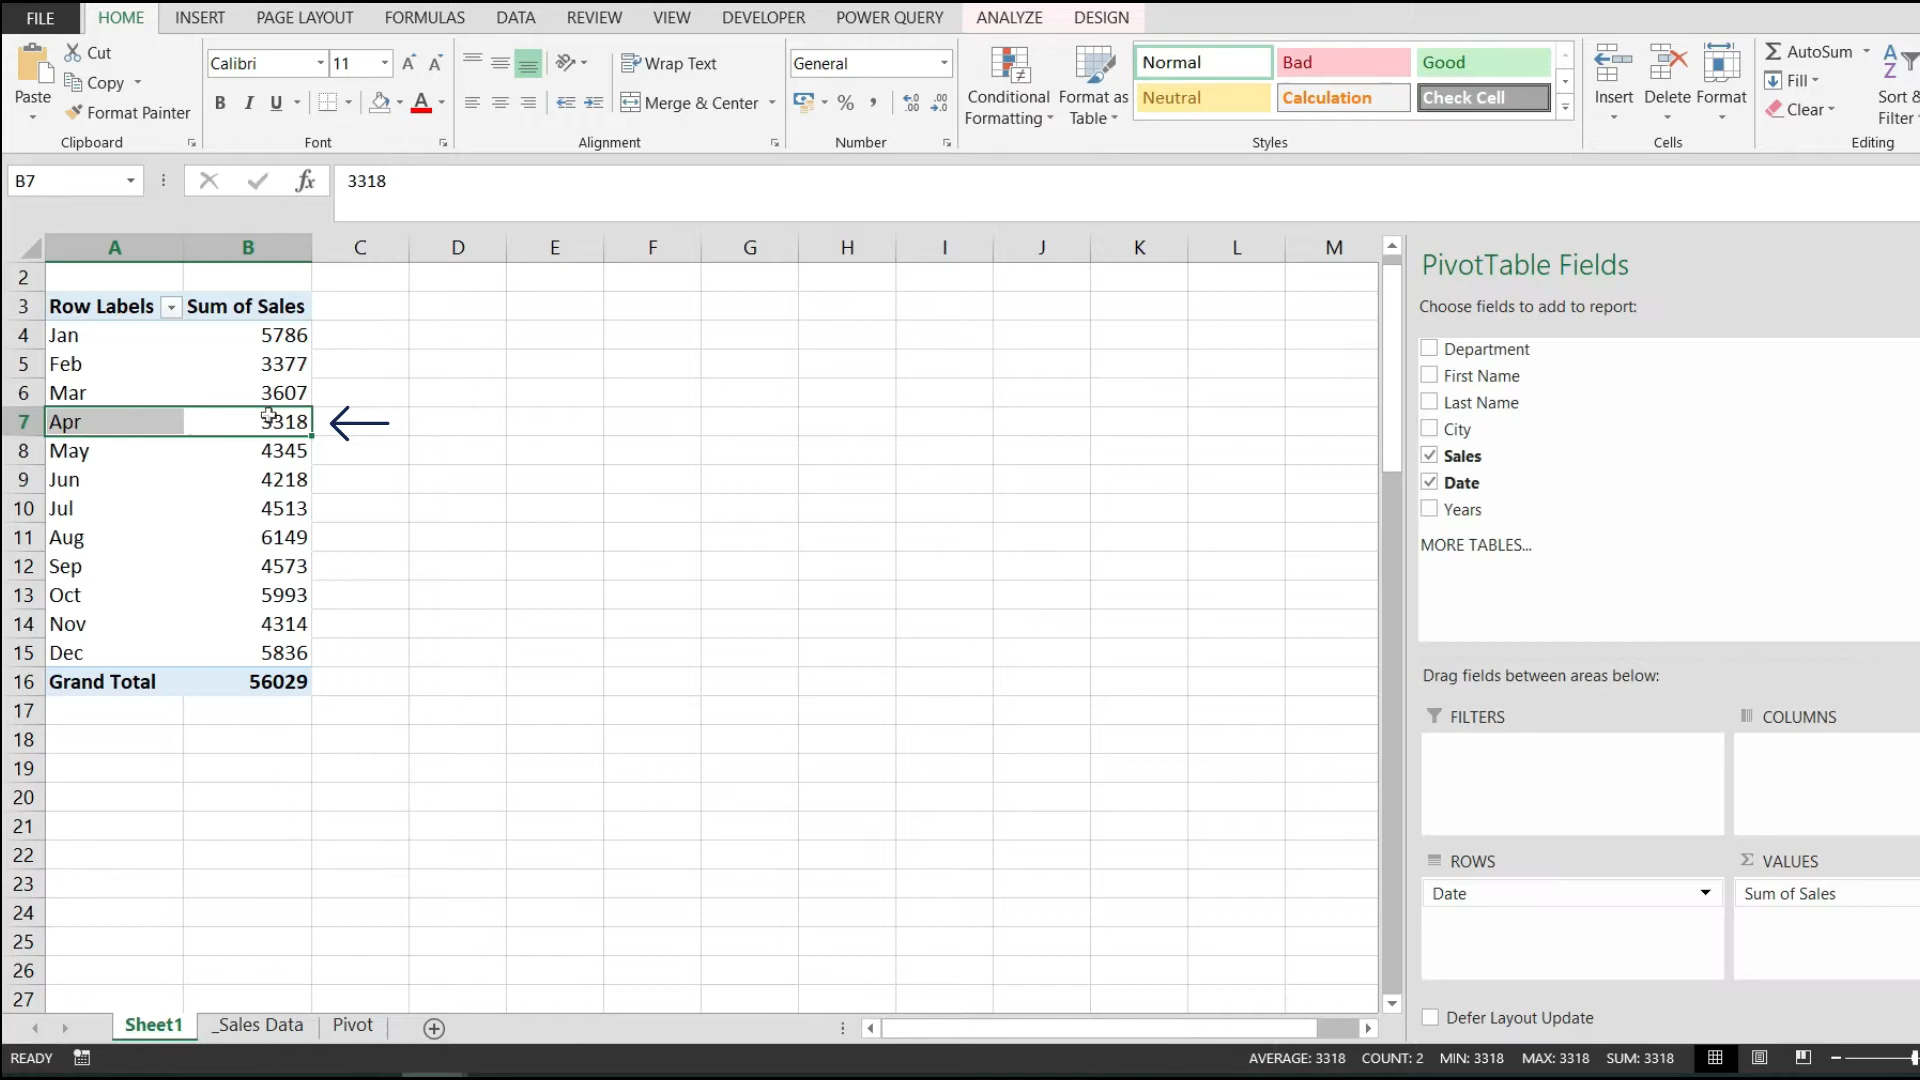 FILE HOME INSERT PAGE LAYOUT FORMULAS DATA REVIEW VIEW DEVELOPER POWER QUERY ANALYZE DESIGN
Paste
Cut
Copy
Format Painter
Clipboard
Calibri 11
B I U
Font
Wrap Text
Merge & Center
Alignment
General
%
Number
Conditional
Formatting
Format as
Table
Normal Bad Good
Neutral Calculation Check Cell
Styles
Insert Delete Format
Cells
AutoSum
Fill
Clear
Sort &
Filter
Editing
B7 fx 3318
A B C D E F G H I J K L M
2
3 Row Labels Sum of Sales
4 Jan 5786
5 Feb 3377
6 Mar 3607
7 Apr 3318
8 May 4345
9 Jun 4218
10 Jul 4513
11 Aug 6149
12 Sep 4573
13 Oct 5993
14 Nov 4314
15 Dec 5836
16 Grand Total 56029
17
18
19
20
21
22
23
24
25
26
27
PivotTable Fields
Choose fields to add to report:
Department
First Name
Last Name
City
Sales
Date
Years
MORE TABLES...
Drag fields between areas below:
FILTERS COLUMNS
ROWS VALUES
Date Sum of Sales
Defer Layout Update
Sheet1 _Sales Data Pivot
READY AVERAGE: 3318 COUNT: 2 MIN: 3318 MAX: 3318 SUM: 3318